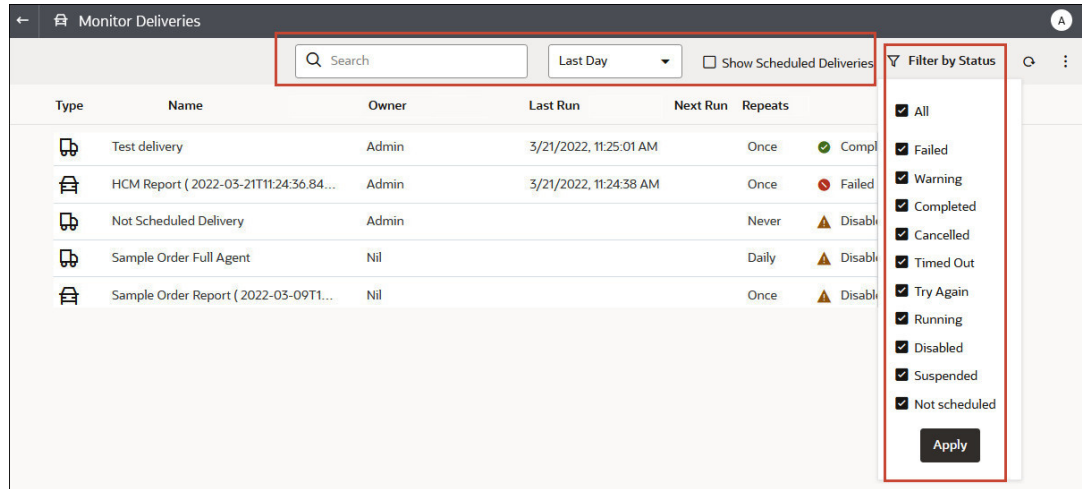 Monitor Deliveries
A
Search
Last Day
Show Scheduled Deliveries
Filter by Status
Type Name Owner Last Run Next Run Repeats
Test delivery Admin 3/21/2022, 11:25:01 AM Once Compl
HCM Report ( 2022-03-21T11:24:36.84... Admin 3/21/2022, 11:24:38 AM Once Failed
Not Scheduled Delivery Admin Never Disabl
Sample Order Full Agent Nil Daily Disabl
Sample Order Report ( 2022-03-09T1... Nil Once Disabl
All
Failed
Warning
Completed
Cancelled
Timed Out
Try Again
Running
Disabled
Suspended
Not scheduled
Apply